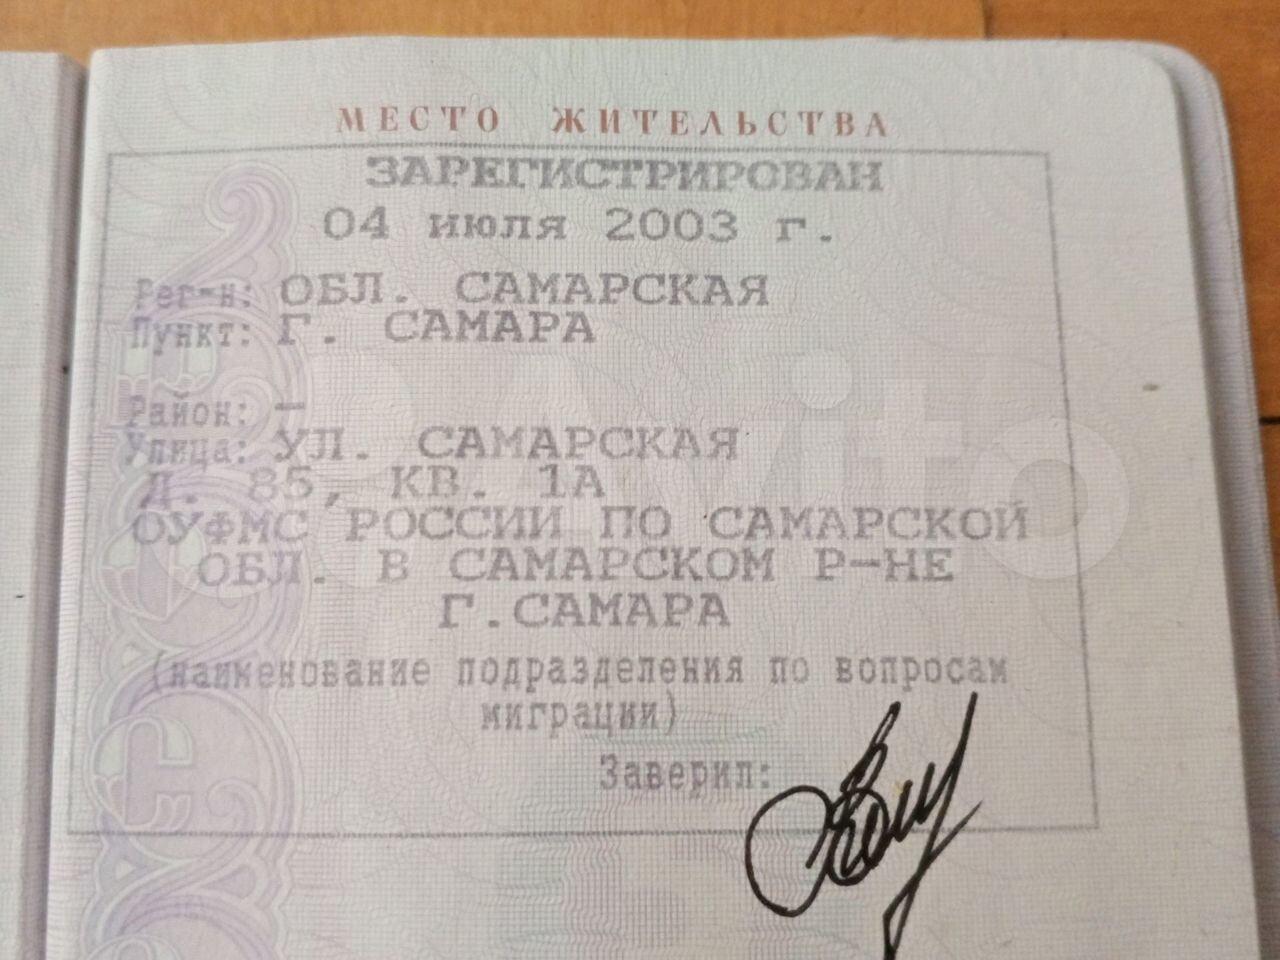 МЕСТО ЖИТЕЛЬСТВА
ЗАРЕГИСТРИРОВАН
04 июля 2003 г.
Рег-н: ОБЛ. САМАРСКАЯ
Пункт: Г. САМАРА
Район: –
Улица: УЛ. САМАРСКАЯ
Д. 85, КВ. 1А
ОУФМС РОССИИ ПО САМАРСКОЙ
ОБЛ. В САМАРСКОМ Р-НЕ
Г.САМАРА
(наименование подразделения по вопросам
миграции)
Заверил:
Avito